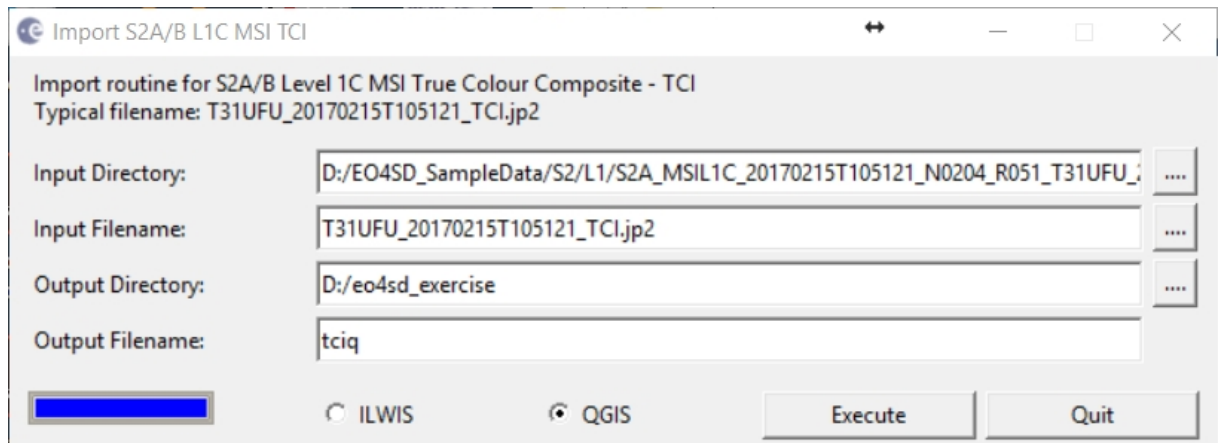 Import S2A/B L1C MSI TCI
Import routine for S2A/B Level 1C MSI True Colour Composite - TCI
Typical filename: T31UFU_20170215T105121_TCI.jp2
Input Directory: D:/EO4SD_SampleData/S2/L1/S2A_MSIL1C_20170215T105121_N0204_R051_T31UFU_ ....
Input Filename: T31UFU_20170215T105121_TCI.jp2 ....
Output Directory: D:/eo4sd_exercise ....
Output Filename: tciq
ILWIS QGIS Execute Quit